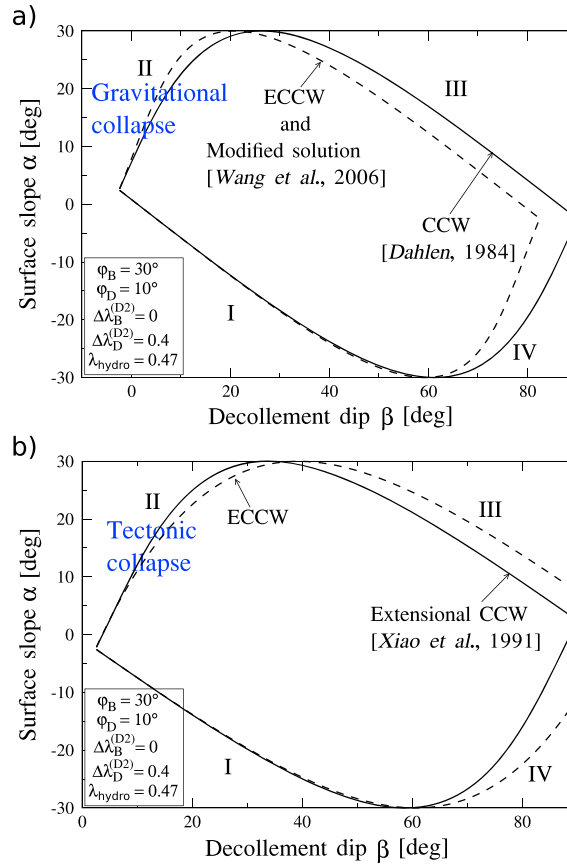 a)
30
20
10
0
-10
-20
-30
Surface slope α [deg]
II
Gravitational
collapse
ECCW
and
Modified solution
[Wang et al., 2006]
III
CCW
[Dahlen, 1984]
I
IV
φB = 30°
φD = 10°
ΔλB(D2) = 0
ΔλD(D2) = 0.4
λhydro = 0.47
0 20 40 60 80
Decollement dip β [deg]
b)
30
20
10
0
-10
-20
-30
Surface slope α [deg]
II
Tectonic
collapse
ECCW
III
Extensional CCW
[Xiao et al., 1991]
I
IV
φB = 30°
φD = 10°
ΔλB(D2) = 0
ΔλD(D2) = 0.4
λhydro = 0.47
0 20 40 60 80
Decollement dip β [deg]